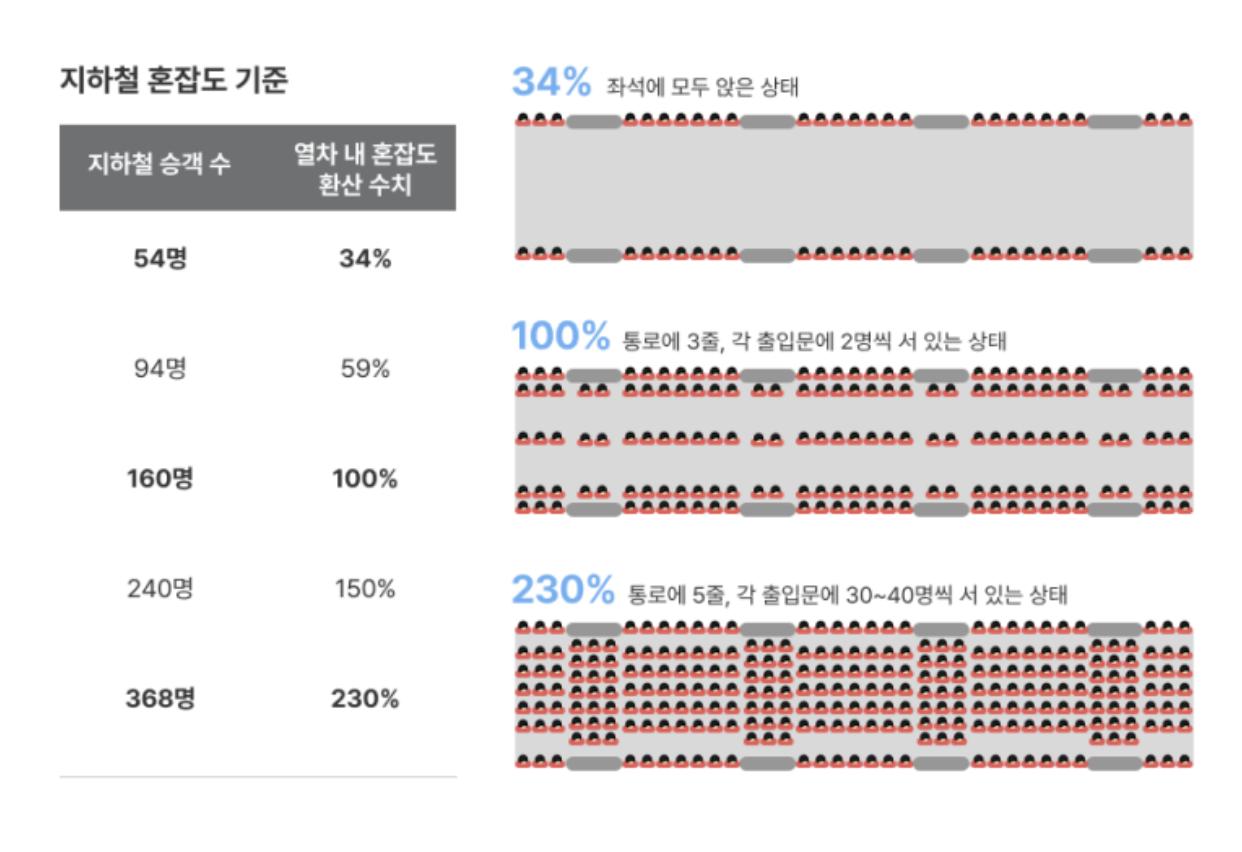 지하철 혼잡도 기준
지하철 승객 수
열차 내 혼잡도
환산 수치
54명 34%
94명 59%
160명 100%
240명 150%
368명 230%
34% 좌석에 모두 앉은 상태
100% 통로에 3줄, 각 출입문에 2명씩 서 있는 상태
230% 통로에 5줄, 각 출입문에 30~40명씩 서 있는 상태